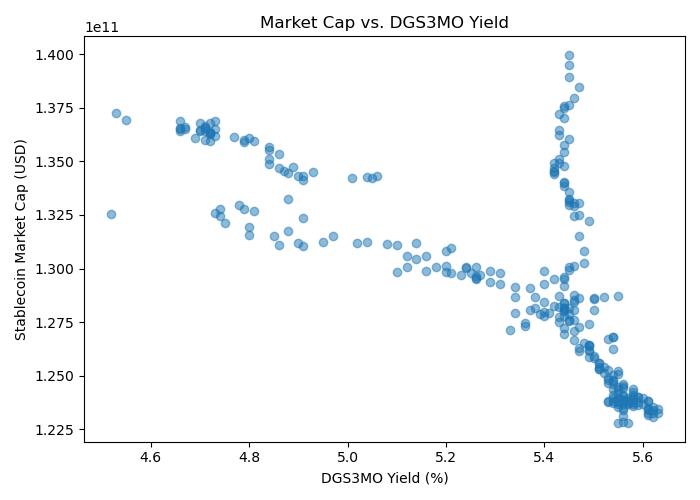 Market Cap vs. DGS3MO Yield
1e11
1.400
1.375
1.350
1.325
1.300
1.275
1.250
1.225
Stablecoin Market Cap (USD)
4.6 4.8 5.0 5.2 5.4 5.6
DGS3MO Yield (%)